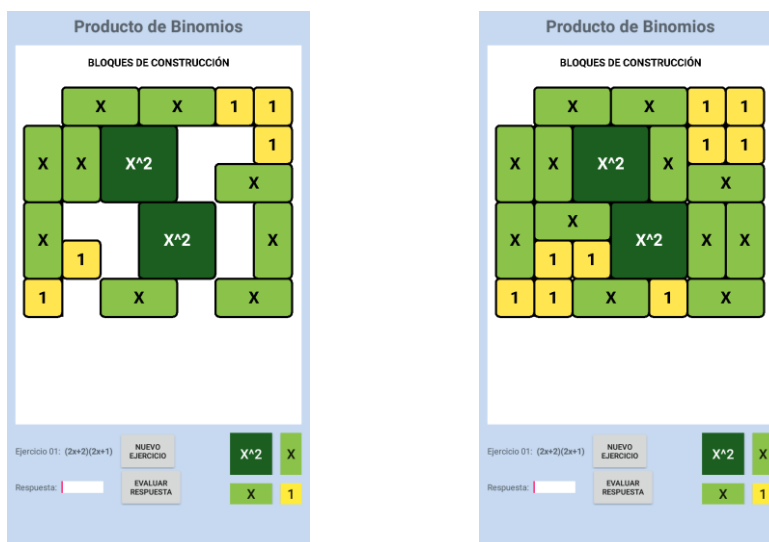 Producto de Binomios
BLOQUES DE CONSTRUCCIÓN
X X 1 1
X X X^2 1
X
X 1 X^2 X
1 X X
Ejercicio 01: (2x+2)(2x+1) NUEVO EJERCICIO X^2 X
Respuesta: EVALUAR RESPUESTA X 1
Producto de Binomios
BLOQUES DE CONSTRUCCIÓN
X X 1 1
X X X^2 X 1 1
X
X X X^2 X X
1 1
1 1 X 1 X
Ejercicio 01: (2x+2)(2x+1) NUEVO EJERCICIO X^2 X
Respuesta: EVALUAR RESPUESTA X 1